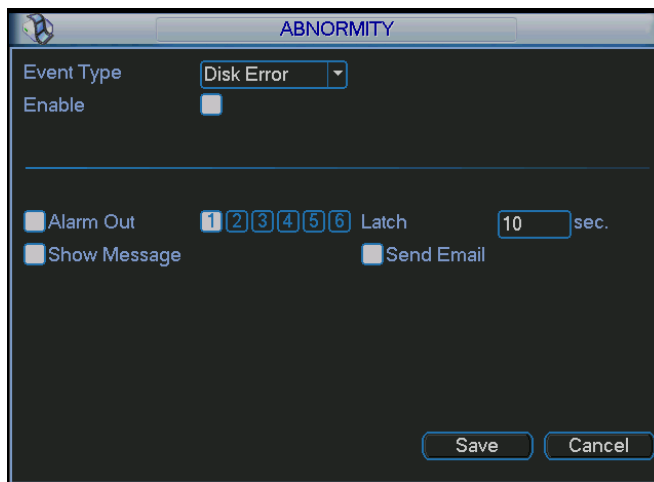 ABNORMITY
Event Type Disk Error
Enable
Alarm Out 1 2 3 4 5 6 Latch 10 sec.
Show Message Send Email
Save Cancel